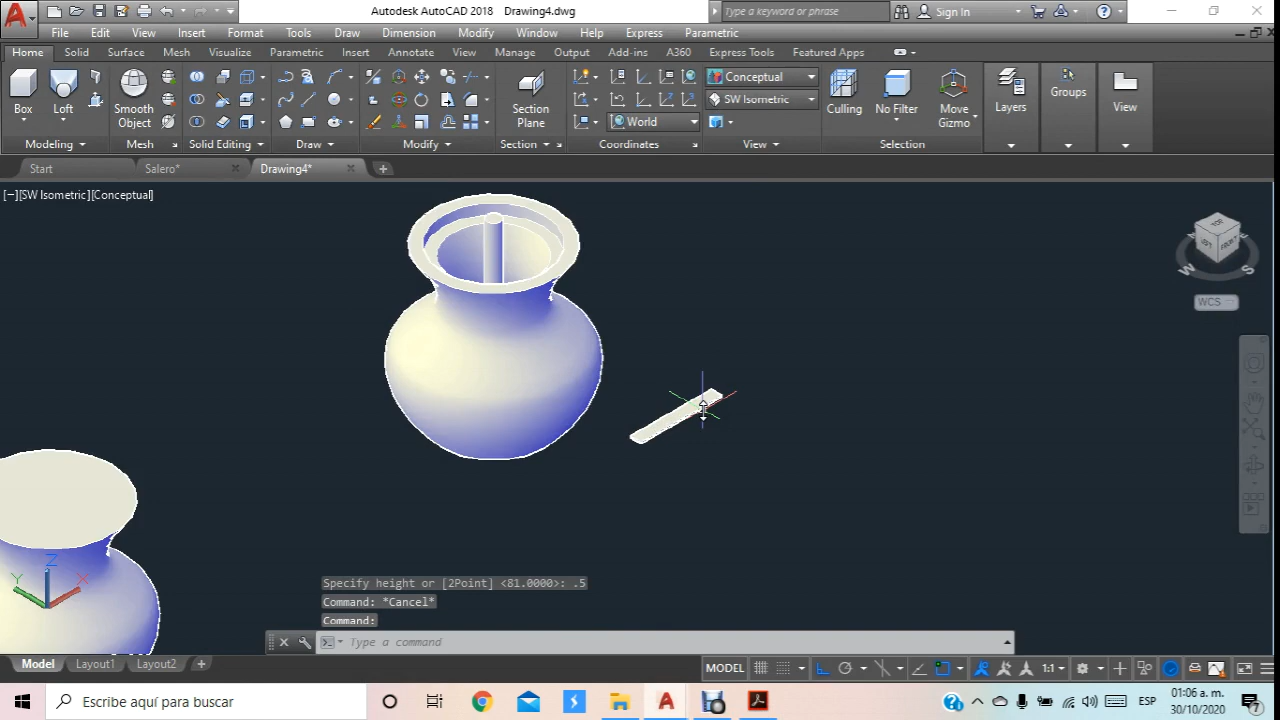 Autodesk AutoCAD 2018 Drawing4.dwg
Type a keyword or phrase
Sign In
File Edit View Insert Format Tools Draw Dimension Modify Window Help Express Parametric
Home Solid Surface Mesh Visualize Parametric Insert Annotate View Manage Output Add-ins A360 Express Tools Featured Apps
Box
Loft
Smooth
Object
Section
Plane
Conceptual
SW Isometric
World
Culling
No Filter
Move
Gizmo
Layers
Groups
View
Modeling Mesh Solid Editing Draw Modify Section Coordinates View Selection
Start Salero* Drawing4*
[−][SW Isometric][Conceptual]
TOP
FRONT
W
S
WCS
Z
Y
X
Specify height or [2Point] <81.0000>: .5
Command: *Cancel*
Command:
Type a command
Model Layout1 Layout2
MODEL
1:1
Escribe aquí para buscar
ESP
01:06 a. m.
30/10/2020
7